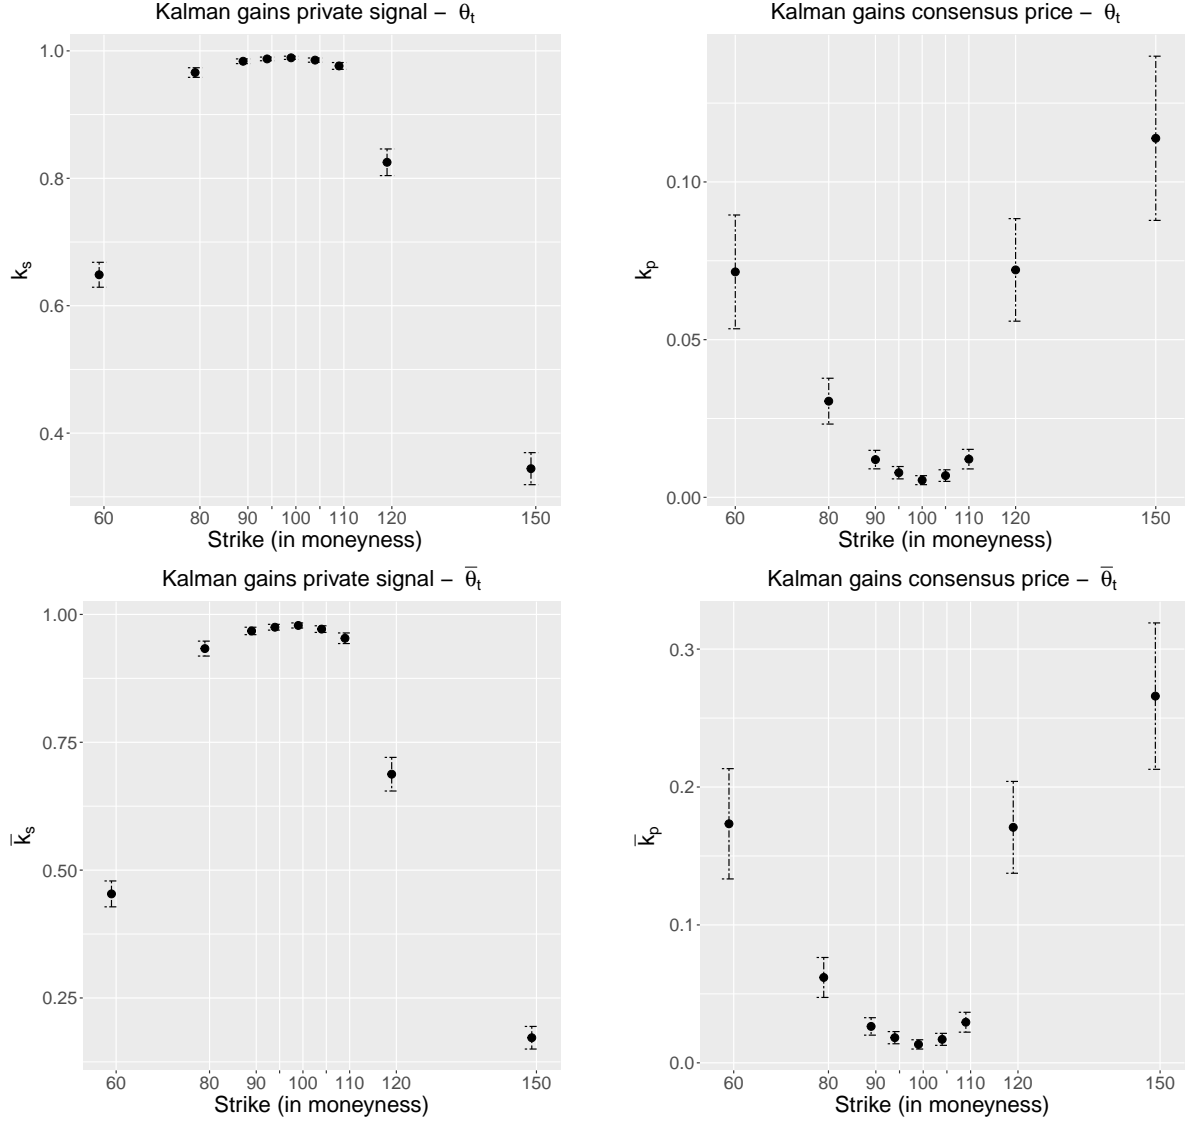 Kalman gains private signal – θt
1.0
0.8
0.6
0.4
ks
60 80 90 100 110 120 150
Strike (in moneyness)
Kalman gains consensus price – θt
0.10
0.05
0.00
kp
60 80 90 100 110 120 150
Strike (in moneyness)
Kalman gains private signal – θ̅t
1.00
0.75
0.50
0.25
k̅s
60 80 90 100 110 120 150
Strike (in moneyness)
Kalman gains consensus price – θ̅t
0.3
0.2
0.1
0.0
k̅p
60 80 90 100 110 120 150
Strike (in moneyness)